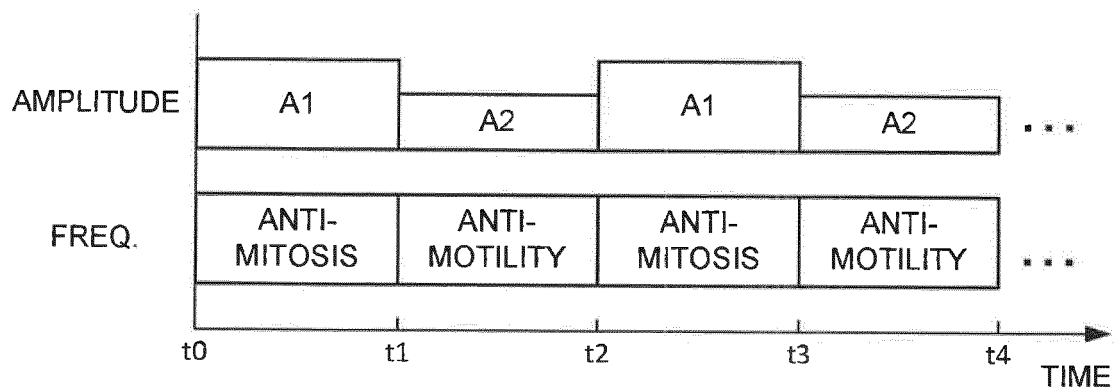 AMPLITUDE
A1
A2
A1
A2
...
FREQ.
ANTI-
MITOSIS
ANTI-
MOTILITY
ANTI-
MITOSIS
ANTI-
MOTILITY
...
t0
t1
t2
t3
t4
TIME